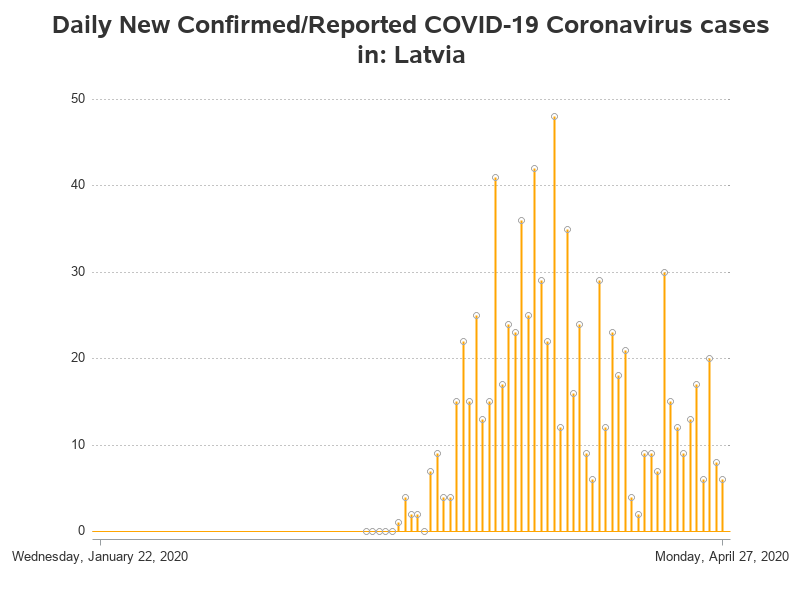 Daily New Confirmed/Reported COVID-19 Coronavirus cases
in: Latvia
50
40
30
20
10
0
Wednesday, January 22, 2020
Monday, April 27, 2020